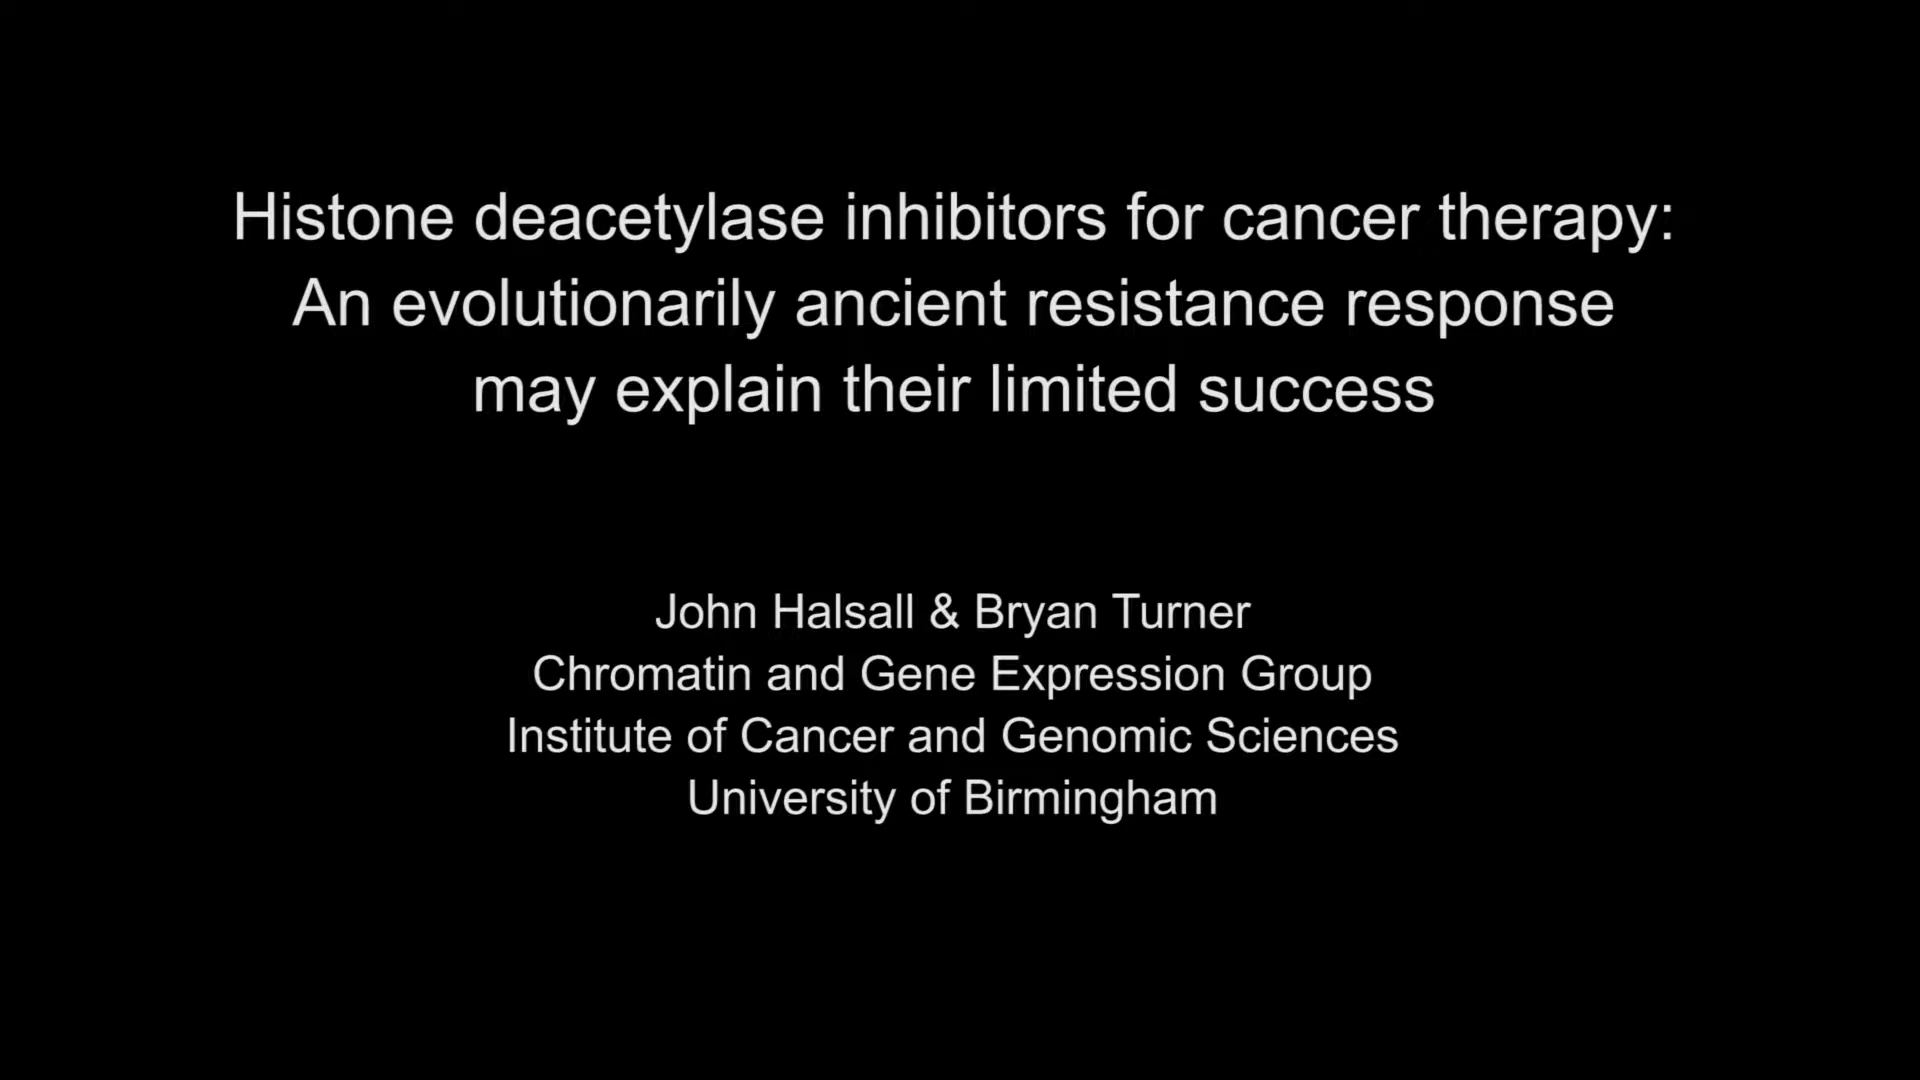 Histone deacetylase inhibitors for cancer therapy:
An evolutionarily ancient resistance response
may explain their limited success
John Halsall & Bryan Turner
Chromatin and Gene Expression Group
Institute of Cancer and Genomic Sciences
University of Birmingham